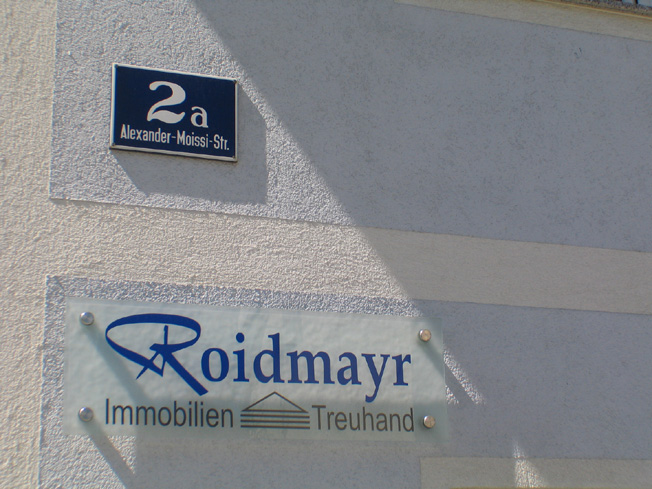 2a
Alexander-Moissi-Str.
Roidmayr
Immobilien Treuhand